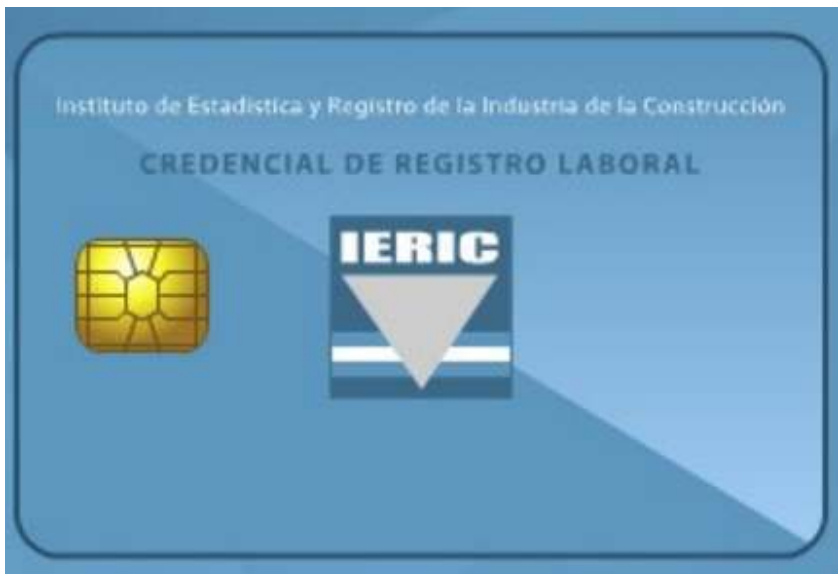 Instituto de Estadística y Registro de la Industria de la Construcción
CREDENCIAL DE REGISTRO LABORAL
IERIC